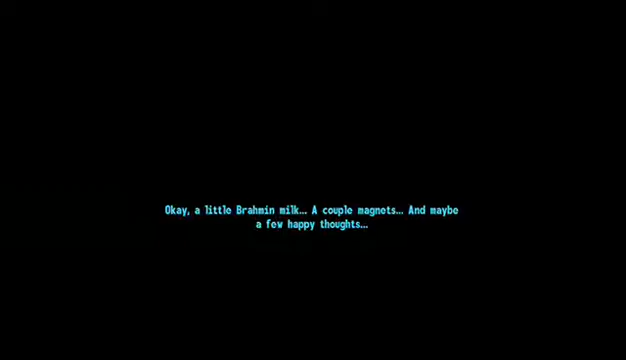 Okay, a little Brahmin milk... A couple magnets... And maybe
a few happy thoughts...